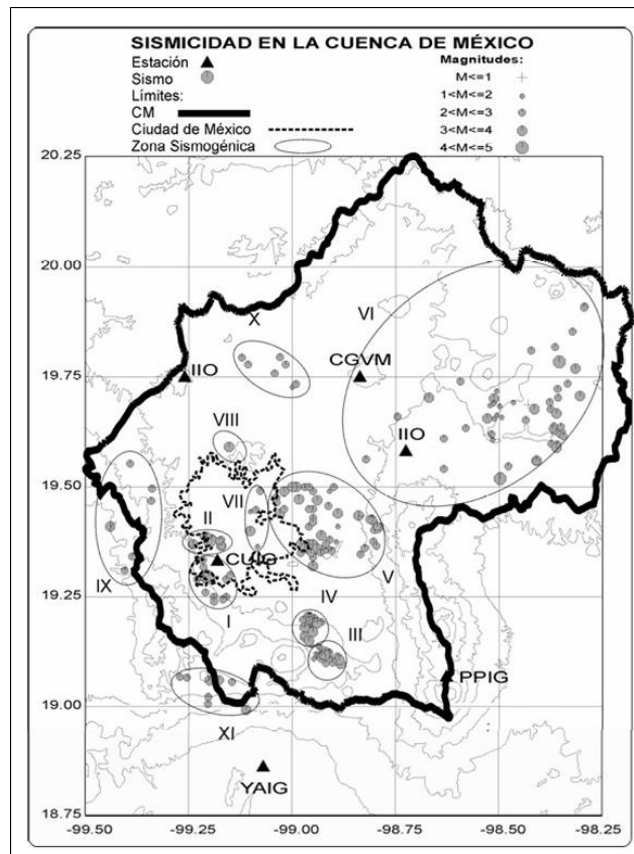 SISMICIDAD EN LA CUENCA DE MÉXICO
Estación
Sismo
Límites:
CM
Ciudad de México
Zona Sismogénica
Magnitudes:
M<=1
1<M<=2
2<M<=3
3<M<=4
4<M<=5
20.25
20.00
19.75
19.50
19.25
19.00
18.75
X
VI
IIO
CGVM
VIII
IIO
VII
II
CUIG
IX
V
I
IV
III
PPIG
XI
YAIG
-99.50
-99.25
-99.00
-98.75
-98.50
-98.25